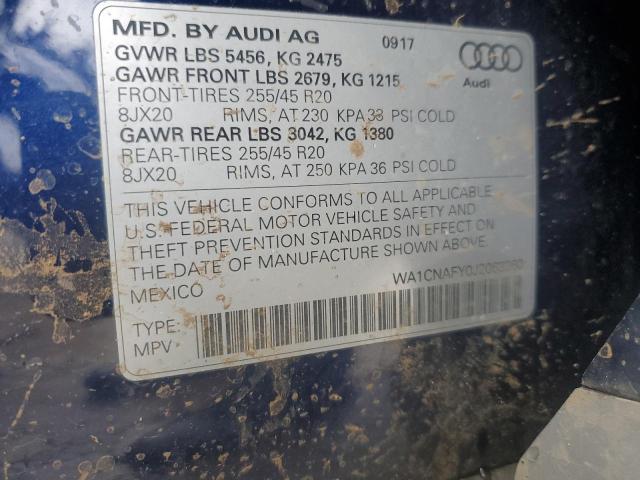 MFD. BY AUDI AG 0917
GVWR LBS 5456, KG 2475
GAWR FRONT LBS 2679, KG 1215
FRONT-TIRES 255/45 R20
8JX20 RIMS, AT 230 KPA 33 PSI COLD
GAWR REAR LBS 3042, KG 1380
REAR-TIRES 255/45 R20
8JX20 RIMS, AT 250 KPA 36 PSI COLD
Audi
THIS VEHICLE CONFORMS TO ALL APPLICABLE
U.S. FEDERAL MOTOR VEHICLE SAFETY AND
THEFT PREVENTION STANDARDS IN EFFECT ON
THE DATE OF MANUFACTURE SHOWN ABOVE.
MEXICO
TYPE:
MPV